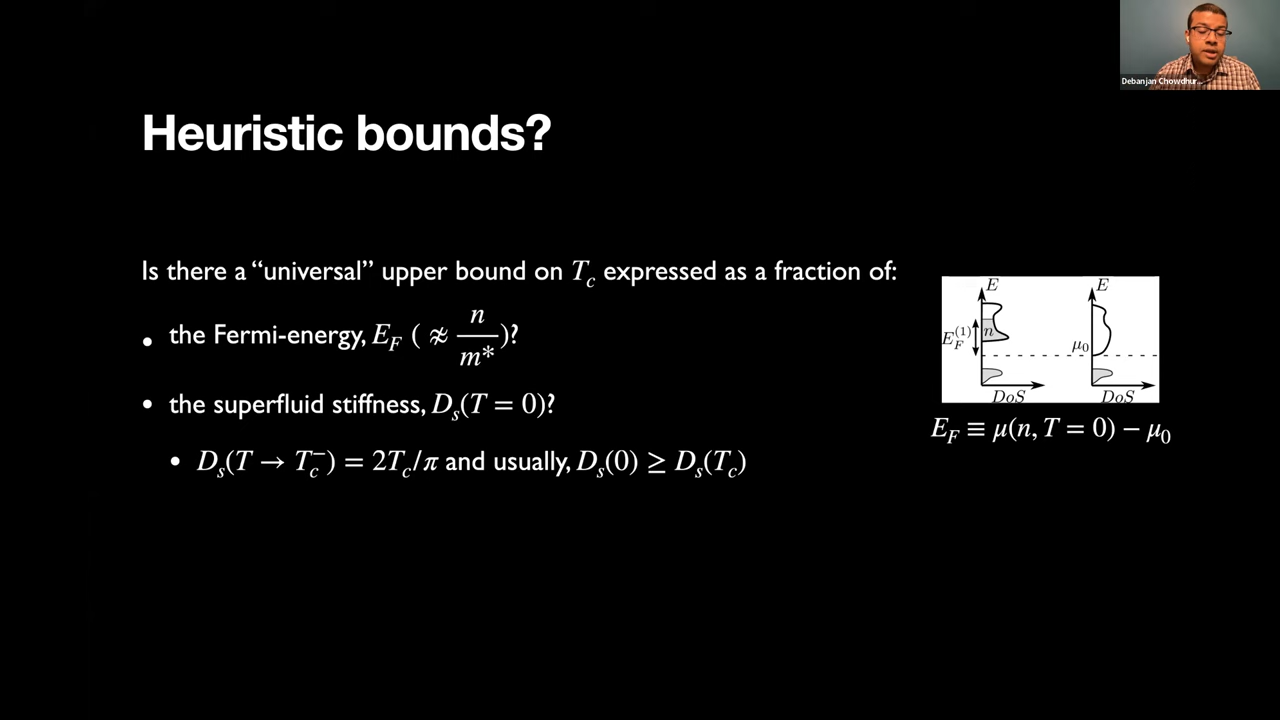 Debanjan Chowdhur...
Heuristic bounds?
Is there a “universal” upper bound on T_c expressed as a fraction of:
• the Fermi-energy, E_F ( ≉ n/m* )?
• the superfluid stiffness, D_s(T = 0)?
• D_s(T → T_c^−) = 2T_c/π and usually, D_s(0) ≥ D_s(T_c)
E E
E_F^(1) n μ_0
DoS DoS
E_F ≡ μ(n, T = 0) − μ_0